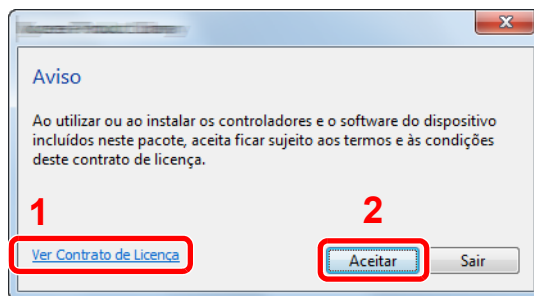 Aviso
Ao utilizar ou ao instalar os controladores e o software do dispositivo
incluídos neste pacote, aceita ficar sujeito aos termos e às condições
deste contrato de licença.
1
2
Ver Contrato de Licença
Aceitar
Sair